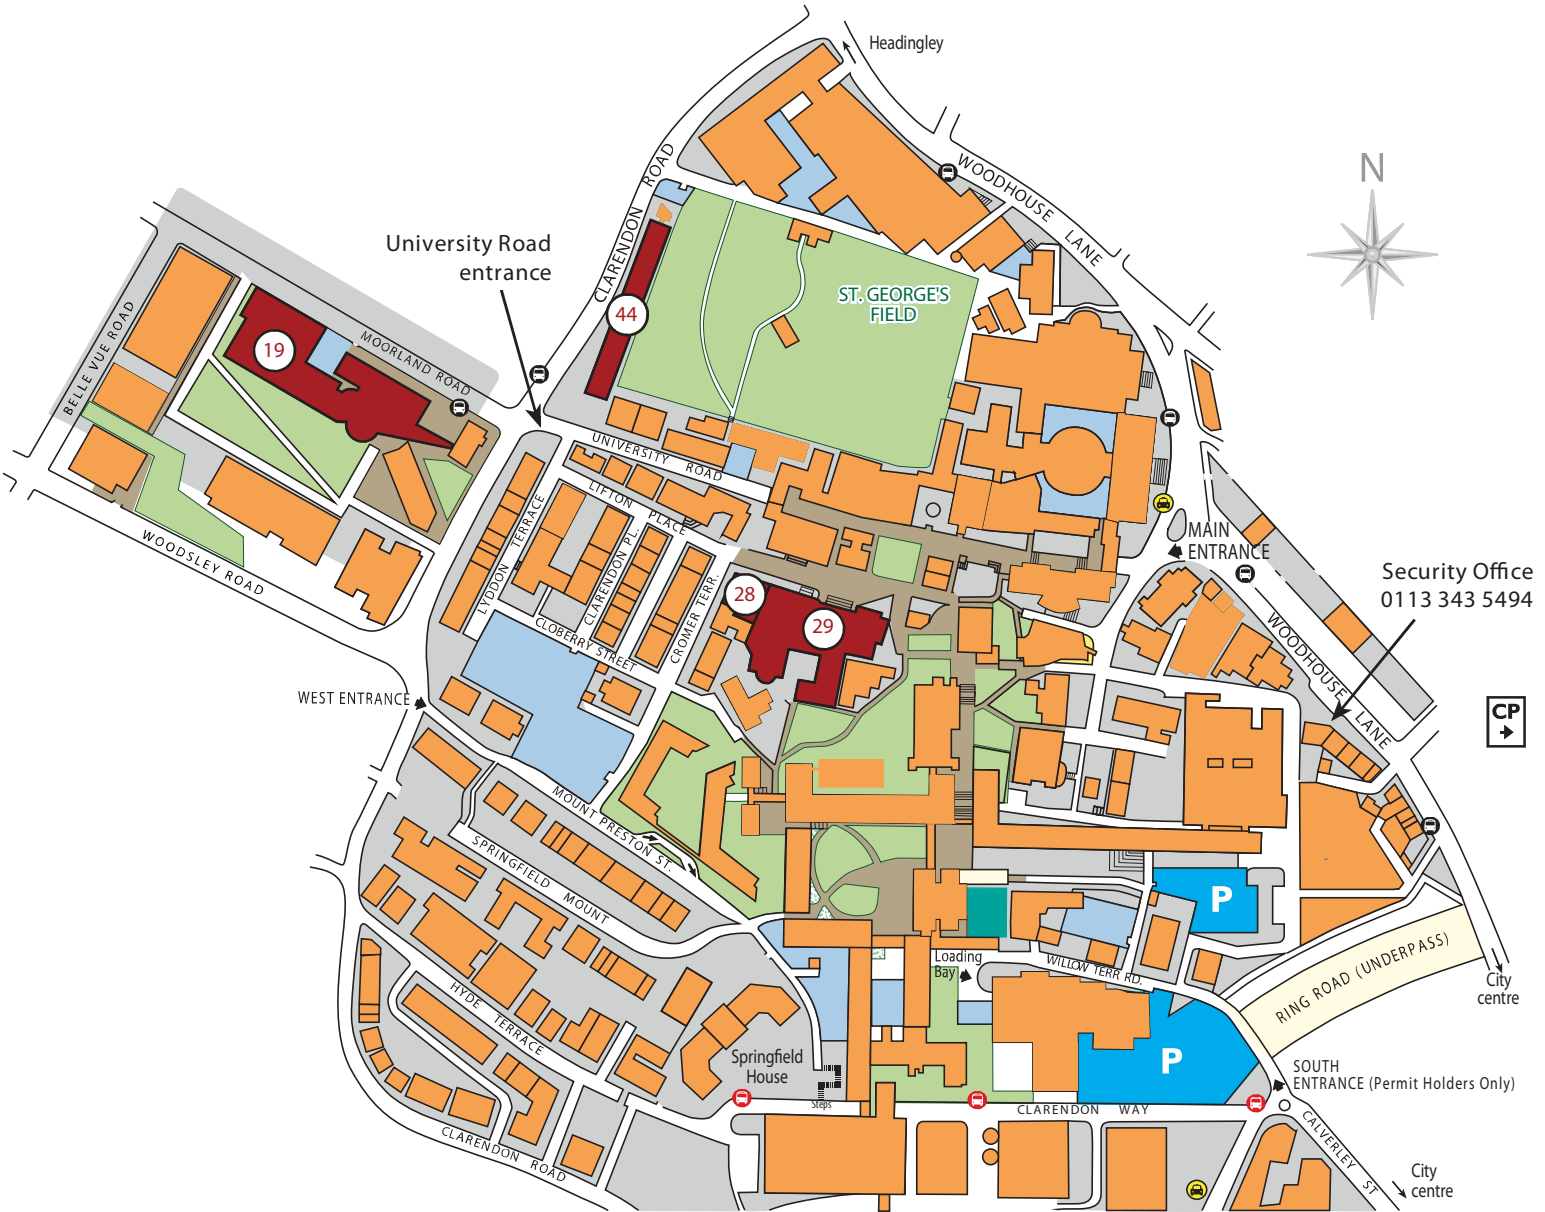 Headingley
WOODHOUSE LANE
N
CLARENDON ROAD
University Road
entrance
ST. GEORGE'S
FIELD
44
19
MOORLAND ROAD
BELLE VUE ROAD
UNIVERSITY ROAD
LIFTON PLACE
WOODSLEY ROAD
LYDDON TERRACE
CLARENDON PL.
CROMER TERR.
CLOBERRY STREET
28
29
MAIN
ENTRANCE
Security Office
0113 343 5494
WOODHOUSE LANE
CP
WEST ENTRANCE
MOUNT PRESTON ST.
SPRINGFIELD MOUNT
P
Loading
Bay
WILLOW TERR RD.
RING ROAD (UNDERPASS)
City
centre
HYDE TERRACE
Springfield
House
Steps
P
SOUTH
ENTRANCE (Permit Holders Only)
CLARENDON WAY
CALVERLEY ST
CLARENDON ROAD
City
centre